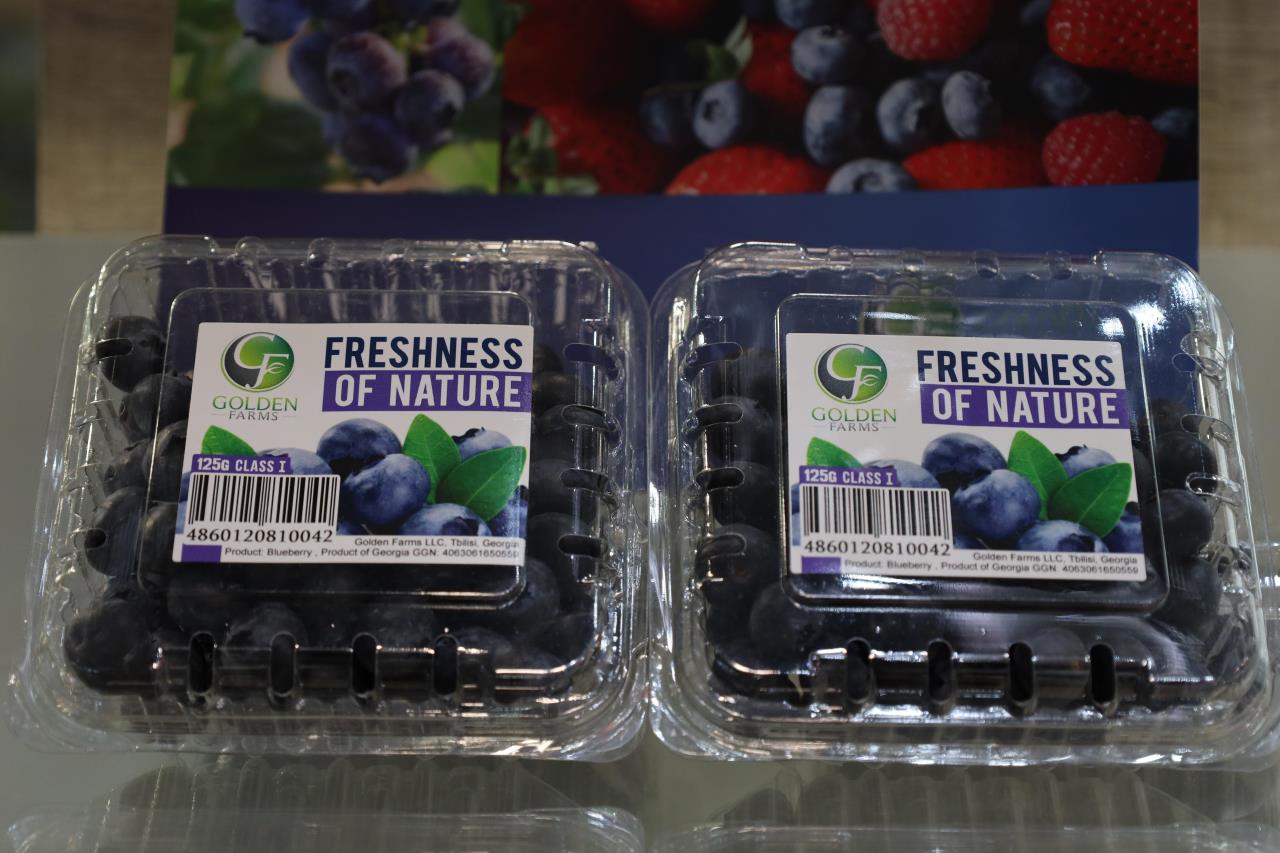 FRESHNESS
OF NATURE
GF
GOLDEN
FARMS
125G CLASS I
4860120810042
Golden Farms LLC, Tbilisi, Georgia
Product: Blueberry , Product of Georgia GGN: 4063061650559
FRESHNESS
OF NATURE
GF
GOLDEN
FARMS
125G CLASS I
4860120810042
Golden Farms LLC, Tbilisi, Georgia
Product: Blueberry , Product of Georgia GGN: 4063061650559